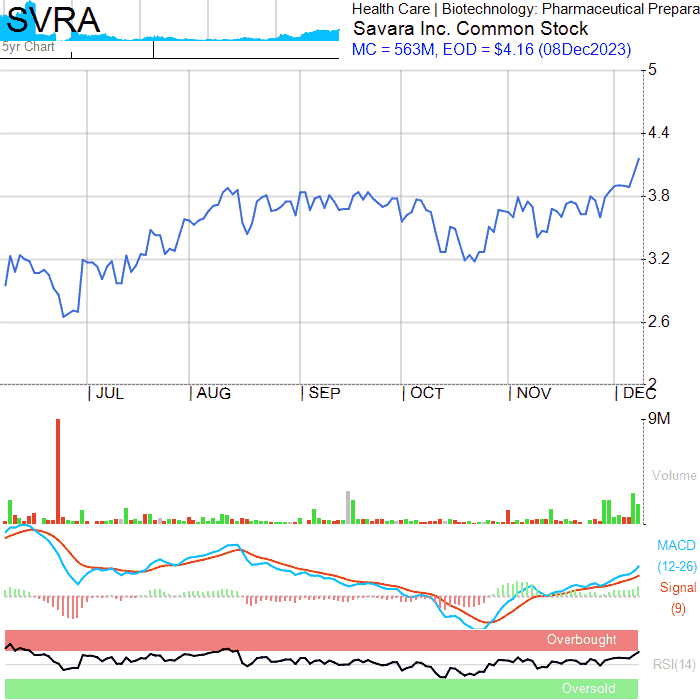 SVRA
5yr Chart
Health Care | Biotechnology: Pharmaceutical Prepara
Savara Inc. Common Stock
MC = 563M, EOD = $4.16 (08Dec2023)
5
4.4
3.8
3.2
2.6
2
JUL AUG SEP OCT NOV DEC
9M
Volume
MACD
(12-26)
Signal
(9)
Overbought
RSI(14)
Oversold